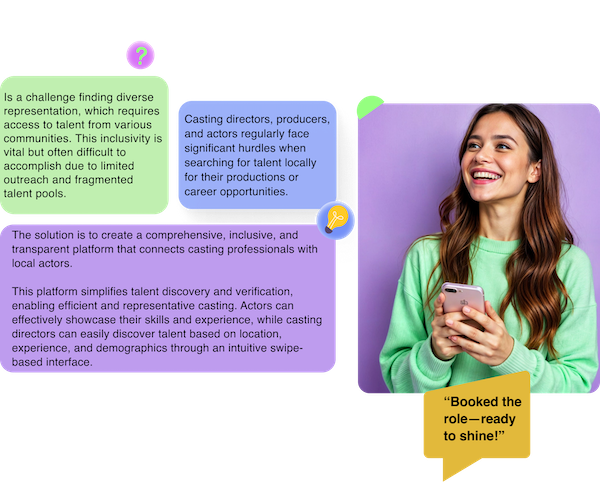 ?
Is a challenge finding diverse
representation, which requires
access to talent from various
communities. This inclusivity is
vital but often difficult to
accomplish due to limited
outreach and fragmented
talent pools.
Casting directors, producers,
and actors regularly face
significant hurdles when
searching for talent locally
for their productions or
career opportunities.
The solution is to create a comprehensive, inclusive, and
transparent platform that connects casting professionals with
local actors.
This platform simplifies talent discovery and verification,
enabling efficient and representative casting. Actors can
effectively showcase their skills and experience, while casting
directors can easily discover talent based on location,
experience, and demographics through an intuitive swipe-
based interface.
“Booked the
role—ready
to shine!”